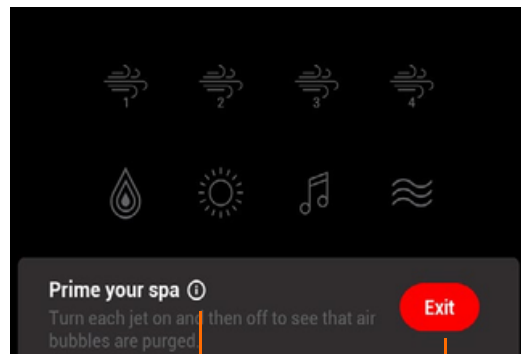 1 2 3 4
Prime your spa
Exit
Turn each jet on and then off to see that air
bubbles are purged.